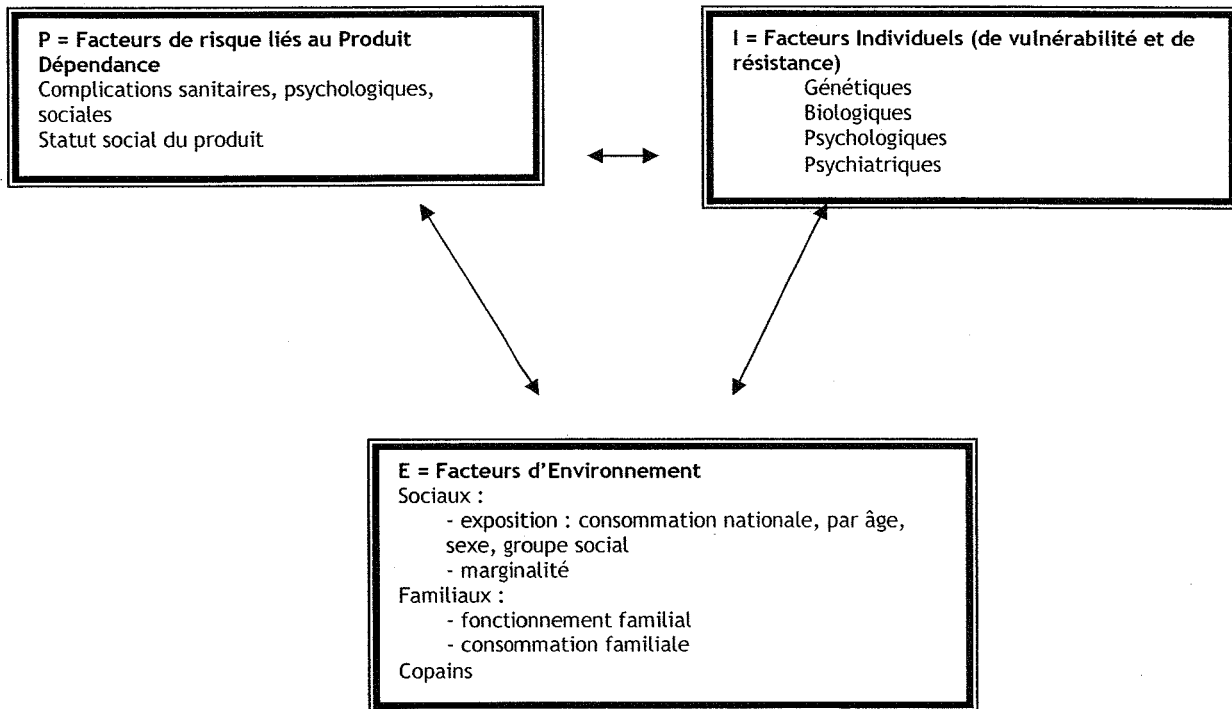 P = Facteurs de risque liés au Produit
Dépendance
Complications sanitaires, psychologiques,
sociales
Statut social du produit
I = Facteurs Individuels (de vulnérabilité et de
résistance)
Génétiques
Biologiques
Psychologiques
Psychiatriques
E = Facteurs d'Environnement
Sociaux :
- exposition : consommation nationale, par âge,
sexe, groupe social
- marginalité
Familiaux :
- fonctionnement familial
- consommation familiale
Copains